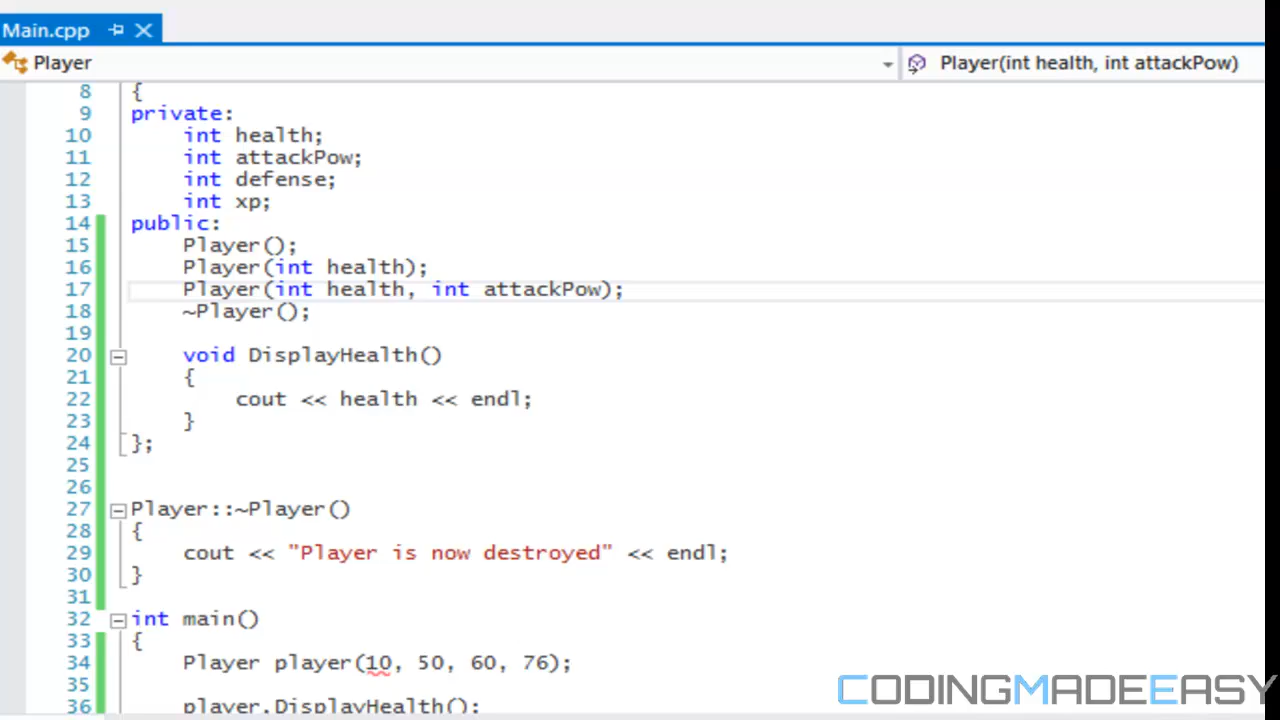 Main.cpp
Player Player(int health, int attackPow)
8 {
9 private:
10 int health;
11 int attackPow;
12 int defense;
13 int xp;
14 public:
15 Player();
16 Player(int health);
17 Player(int health, int attackPow);
18 ~Player();
19
20 void DisplayHealth()
21 {
22 cout << health << endl;
23 }
24 };
25
26
27 Player::~Player()
28 {
29 cout << "Player is now destroyed" << endl;
30 }
31
32 int main()
33 {
34 Player player(10, 50, 60, 76);
35
36 player.DisplayHealth();
CODINGMADEEASY